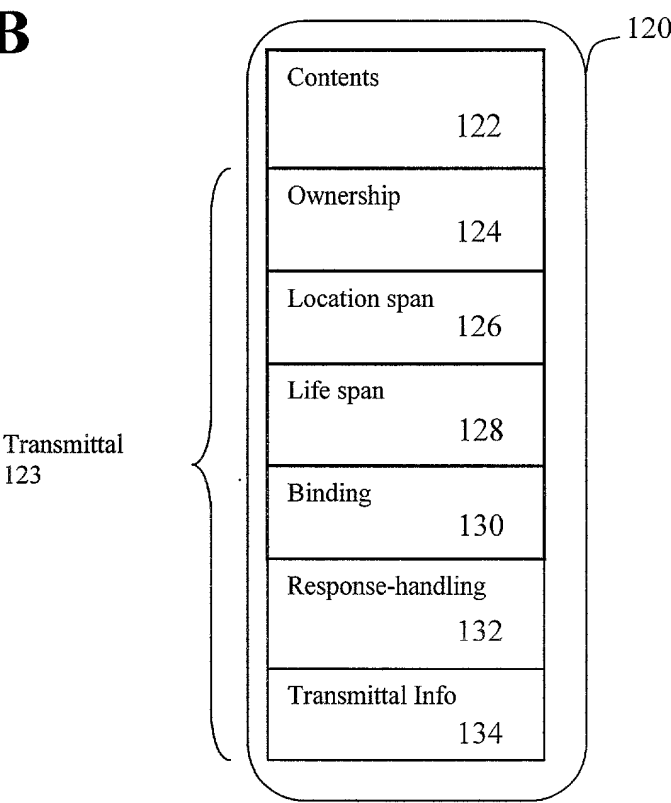 B
120
Contents
122
Ownership
124
Location span
126
Life span
128
Transmittal
123
Binding
130
Response-handling
132
Transmittal Info
134